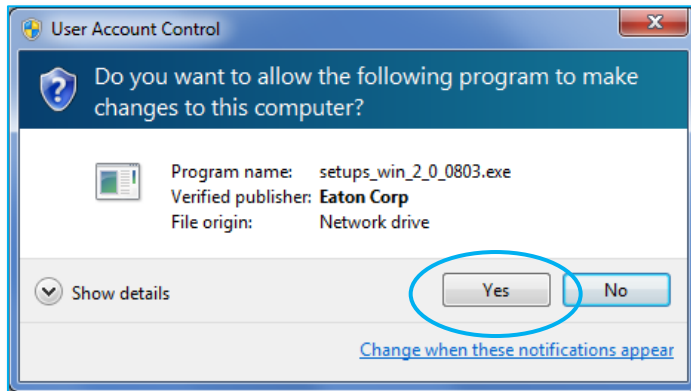 User Account Control
Do you want to allow the following program to make
changes to this computer?
Program name: setups_win_2_0_0803.exe
Verified publisher: Eaton Corp
File origin: Network drive
Show details
Yes
No
Change when these notifications appear